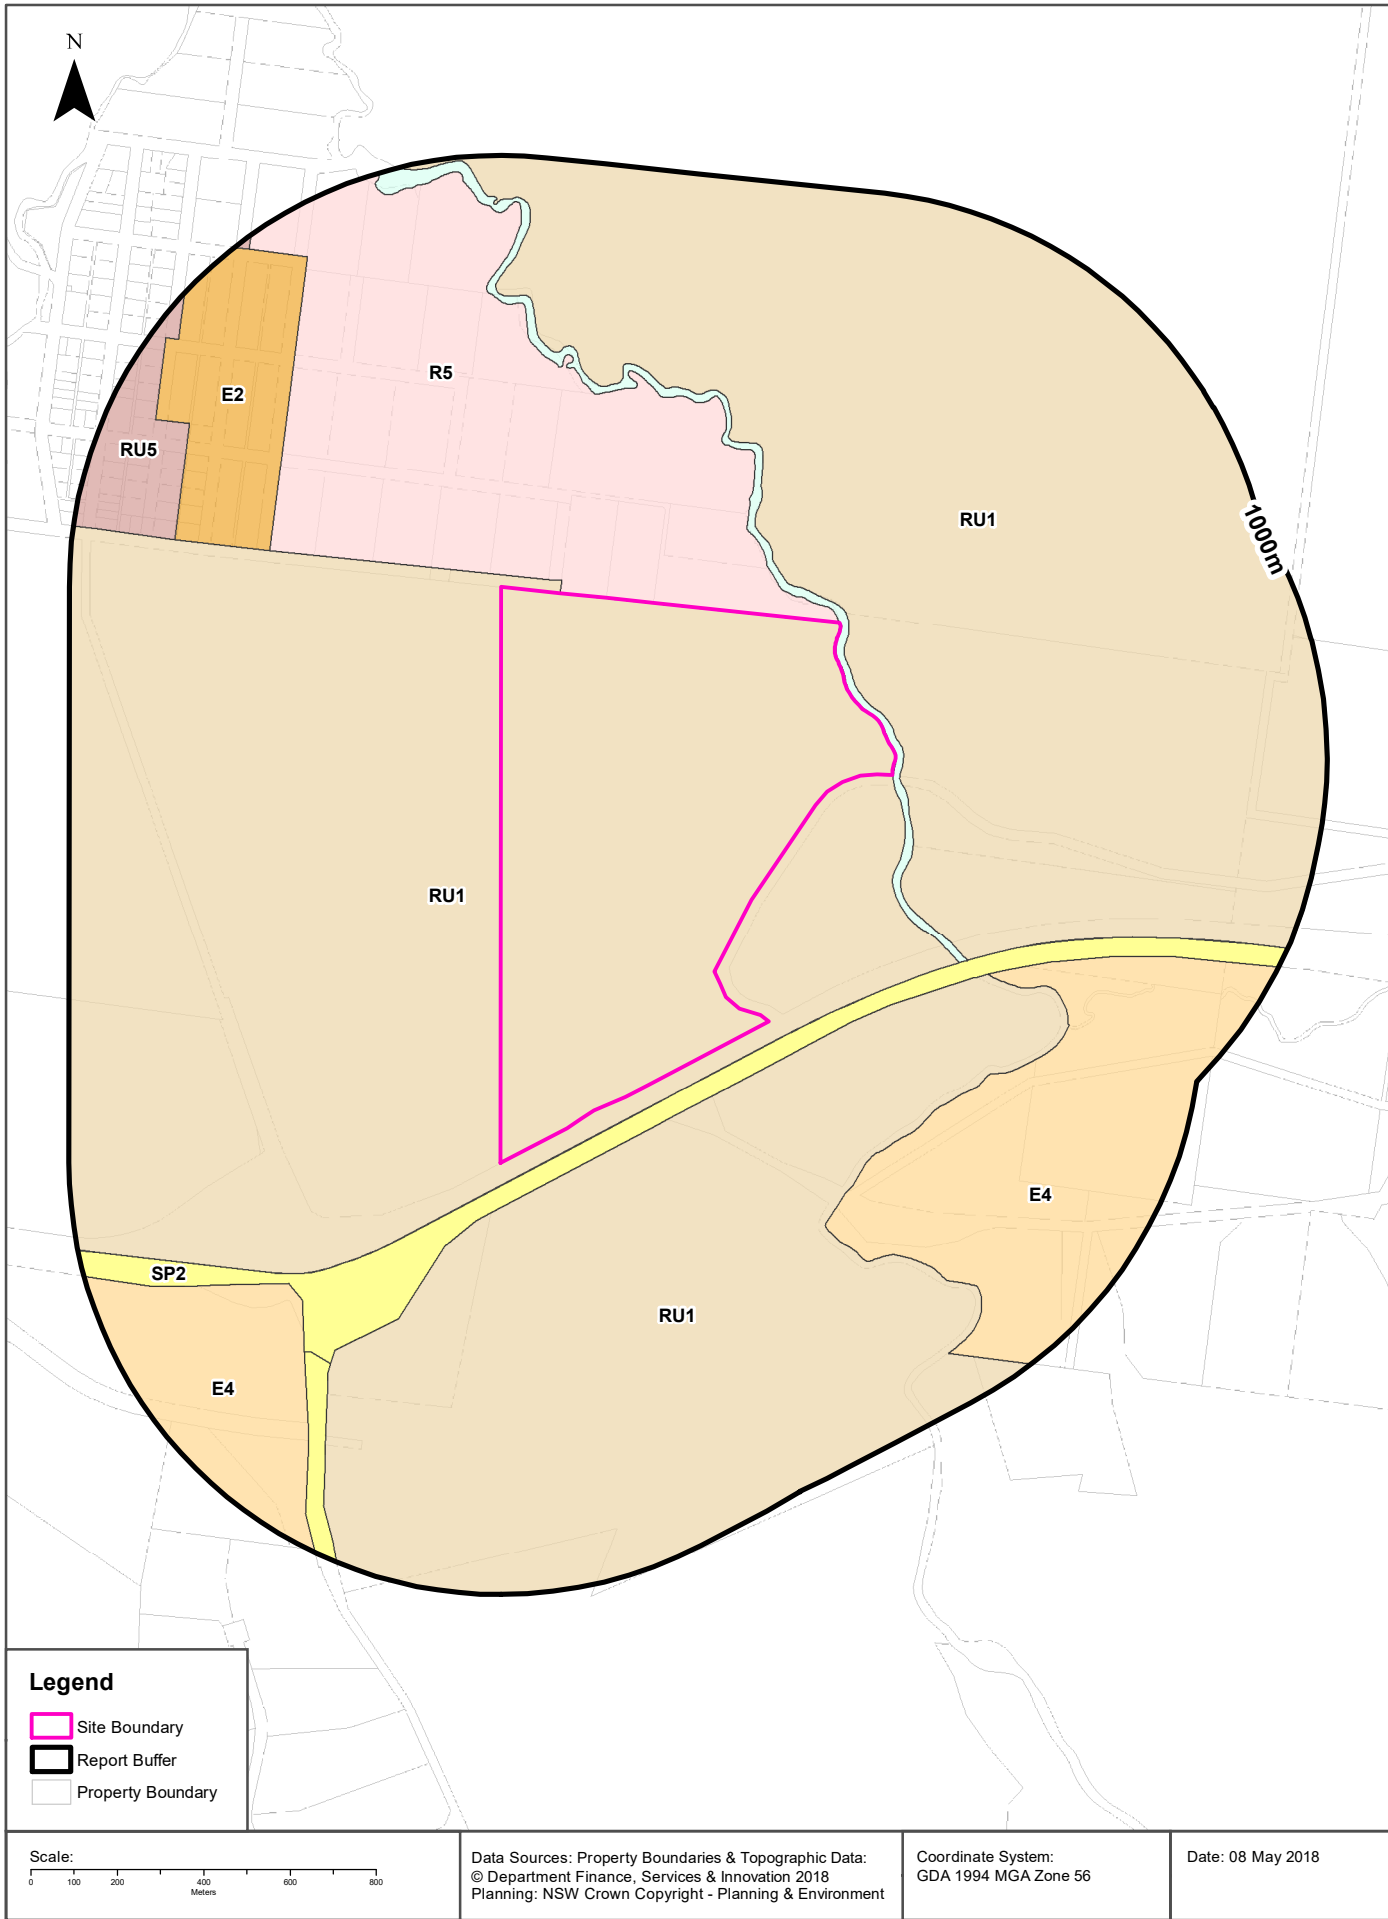 N
R5
E2
RU5
RU1
1000m
RU1
E4
SP2
RU1
E4
Legend
Site Boundary
Report Buffer
Property Boundary
Scale:
0 100 200 400 600 800
Meters
Data Sources: Property Boundaries & Topographic Data:
© Department Finance, Services & Innovation 2018
Planning: NSW Crown Copyright - Planning & Environment
Coordinate System:
GDA 1994 MGA Zone 56
Date: 08 May 2018